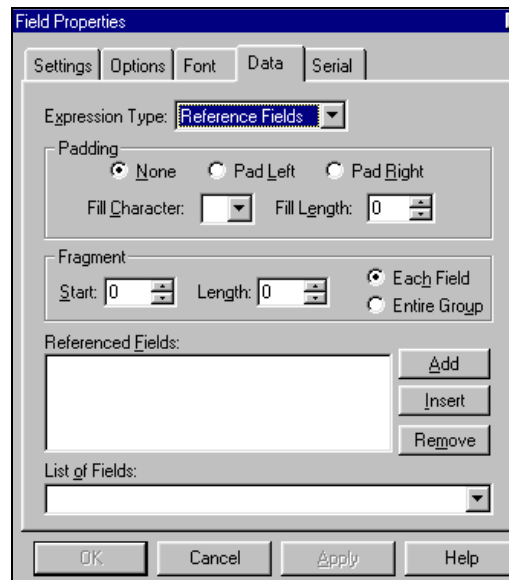 Field Properties
Settings Options Font Data Serial
Expression Type: Reference Fields
Padding
None Pad Left Pad Right
Fill Character: Fill Length: 0
Fragment
Start: 0 Length: 0 Each Field
Entire Group
Referenced Fields:
Add
Insert
Remove
List of Fields:
OK Cancel Apply Help